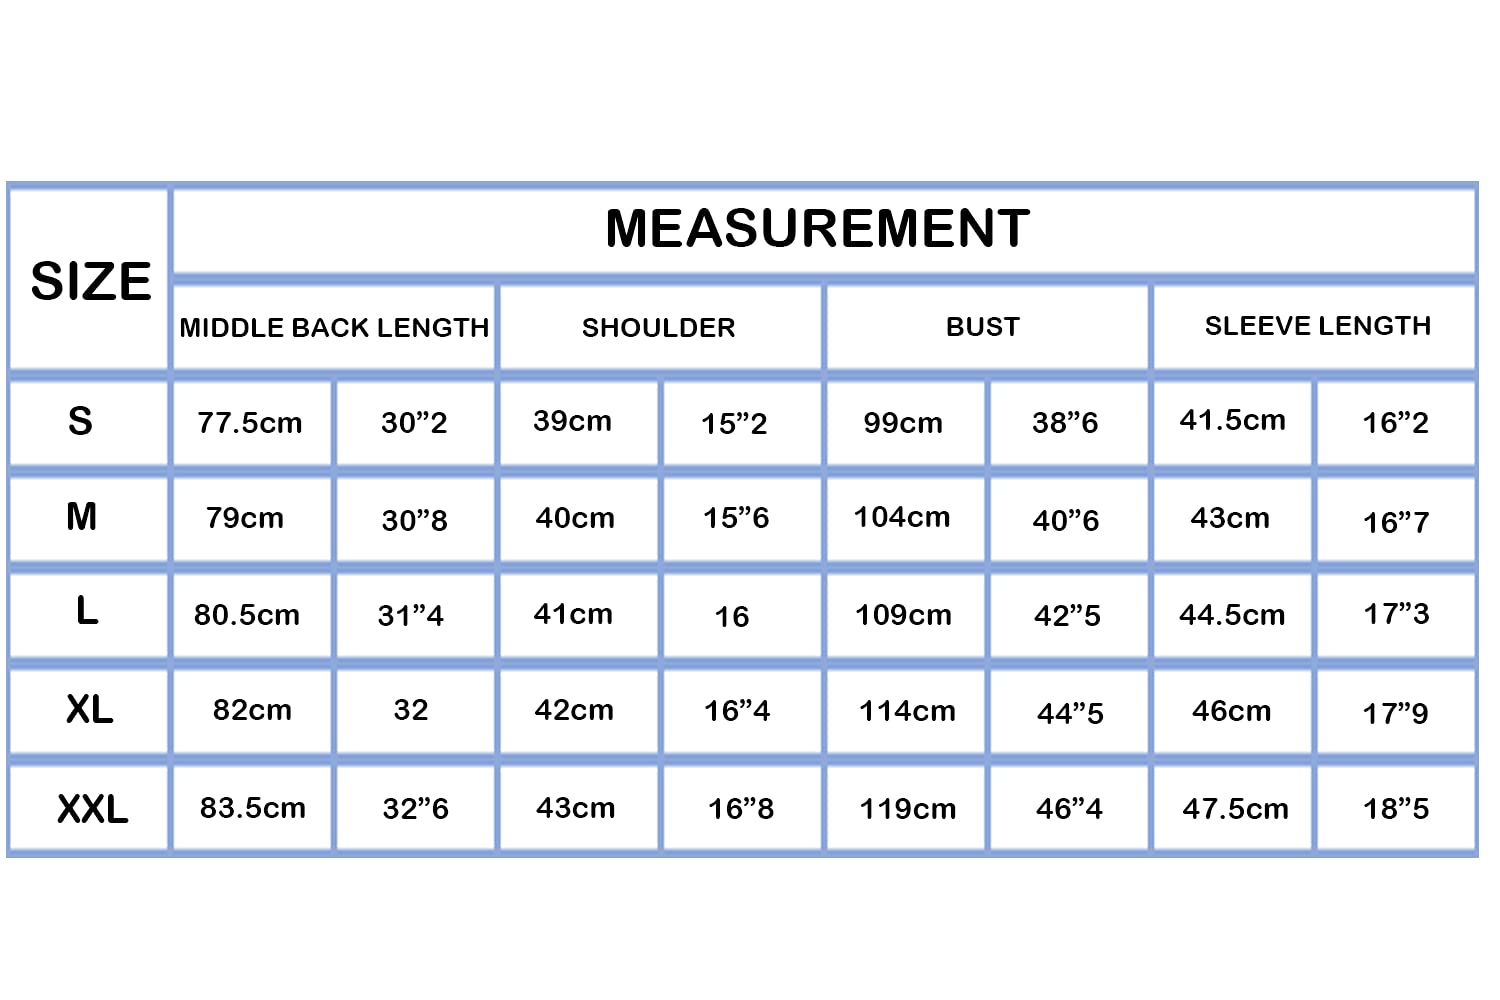 MEASUREMENT
SIZE
MIDDLE BACK LENGTH SHOULDER BUST SLEEVE LENGTH
S 77.5cm 30”2 39cm 15”2 99cm 38”6 41.5cm 16”2
M 79cm 30”8 40cm 15”6 104cm 40”6 43cm 16”7
L 80.5cm 31”4 41cm 16 109cm 42”5 44.5cm 17”3
XL 82cm 32 42cm 16”4 114cm 44”5 46cm 17”9
XXL 83.5cm 32”6 43cm 16”8 119cm 46”4 47.5cm 18”5